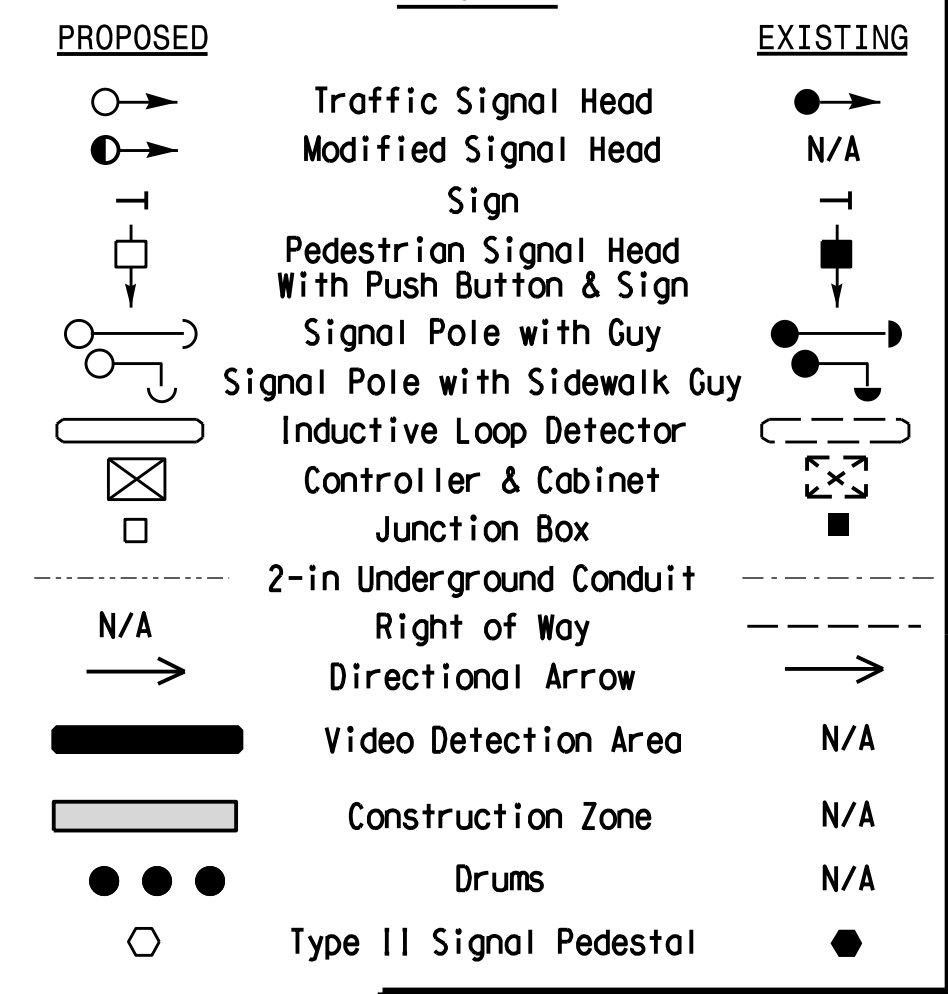 PROPOSED EXISTING
Traffic Signal Head
Modified Signal Head N/A
Sign
Pedestrian Signal Head
With Push Button & Sign
Signal Pole with Guy
Signal Pole with Sidewalk Guy
Inductive Loop Detector
Controller & Cabinet
Junction Box
2-in Underground Conduit
N/A Right of Way
Directional Arrow
Video Detection Area N/A
Construction Zone N/A
Drums N/A
Type II Signal Pedestal